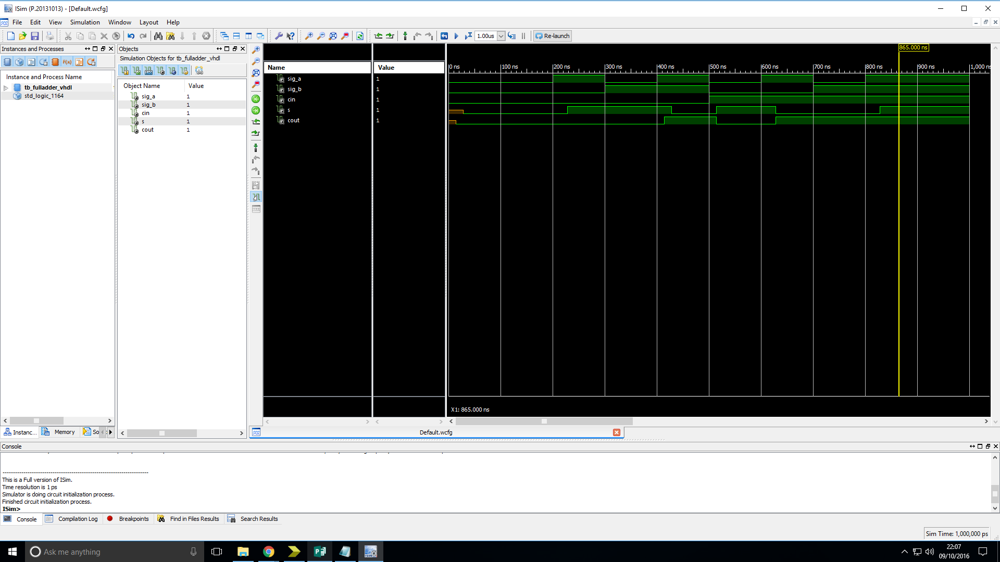 ISim (P.20131013) - [Default.wcfg]
File Edit View Simulation Window Layout Help
1.00us
Re-launch
Instances and Processes
F(x)
Instance and Process Name
tb_fulladder_vhdl
std_logic_1164
Instanc...
Memory
So
Objects
Simulation Objects for tb_fulladder_vhdl
Object Name Value
sig_a 1
sig_b 1
cin 1
s 1
cout 1
Name Value
sig_a 1
sig_b 1
cin 1
s 1
cout 1
865.000 ns
0 ns 100 ns 200 ns 300 ns 400 ns 500 ns 600 ns 700 ns 800 ns 900 ns 1,000 ns
X1: 865.000 ns
Default.wcfg
Console
----------------------------------------------------------------------
This is a Full version of ISim.
Time resolution is 1 ps
Simulator is doing circuit initialization process.
Finished circuit initialization process.
ISim>
Console Compilation Log Breakpoints Find in Files Results Search Results
Sim Time: 1,000,000 ps
Ask me anything
22:07
09/10/2016